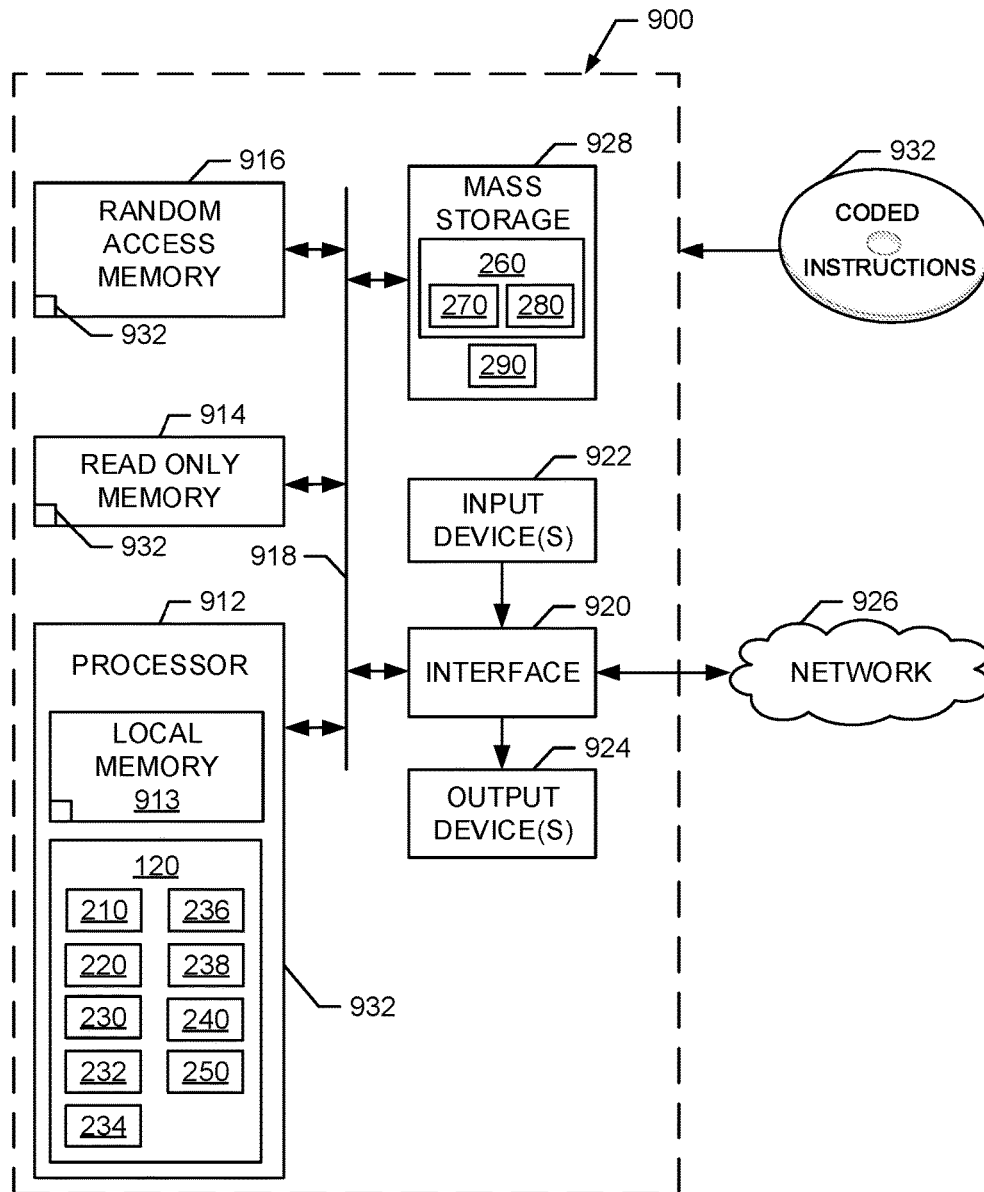 900
916
RANDOM
ACCESS
MEMORY
932
928
MASS
STORAGE
260
270 280
290
932
CODED
INSTRUCTIONS
914
READ ONLY
MEMORY
932
918
922
INPUT
DEVICE(S)
912
PROCESSOR
LOCAL
MEMORY
913
120
210 236
220 238
230 240
232 250
234
932
920
INTERFACE
926
NETWORK
924
OUTPUT
DEVICE(S)